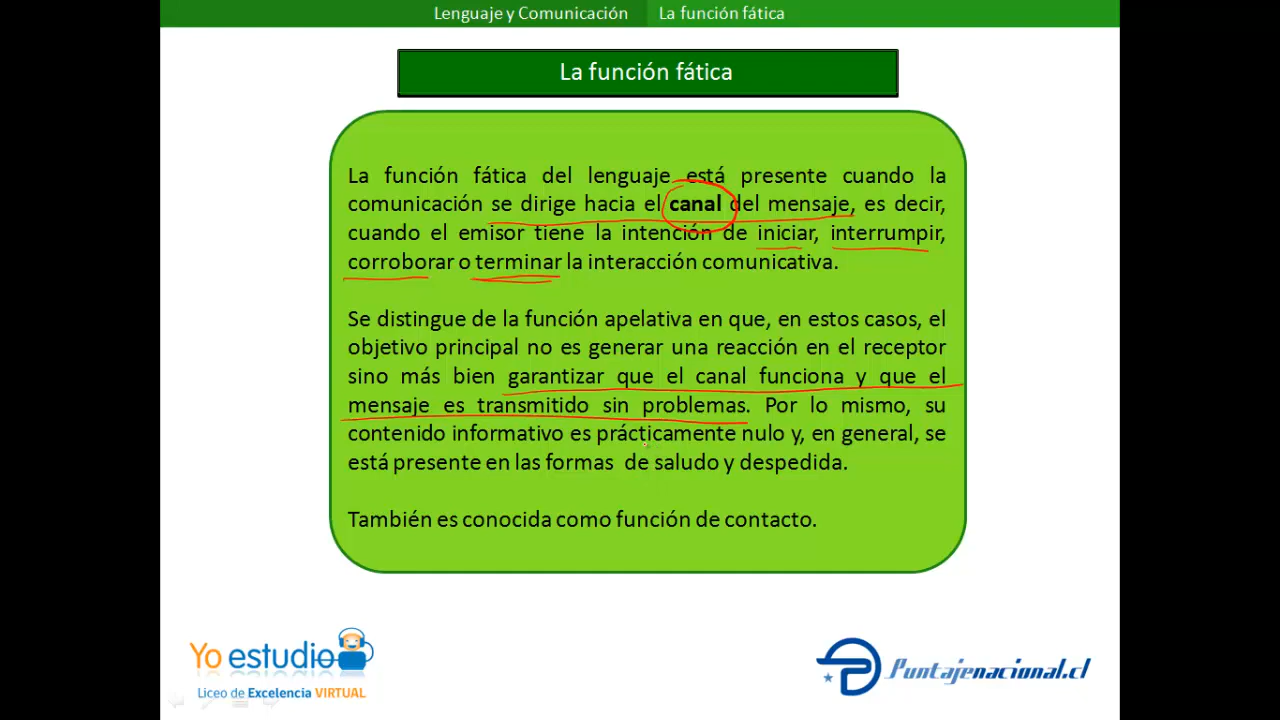 Lenguaje y Comunicación La función fática
La función fática
La función fática del lenguaje está presente cuando la
comunicación se dirige hacia el canal del mensaje, es decir,
cuando el emisor tiene la intención de iniciar, interrumpir,
corroborar o terminar la interacción comunicativa.
Se distingue de la función apelativa en que, en estos casos, el
objetivo principal no es generar una reacción en el receptor
sino más bien garantizar que el canal funciona y que el
mensaje es transmitido sin problemas. Por lo mismo, su
contenido informativo es prácticamente nulo y, en general, se
está presente en las formas de saludo y despedida.
También es conocida como función de contacto.
Yo estudio
Liceo de Excelencia VIRTUAL
Puntajenacional.cl